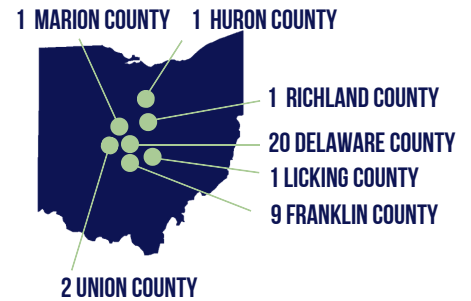 1 MARION COUNTY
1 HURON COUNTY
1 RICHLAND COUNTY
20 DELAWARE COUNTY
1 LICKING COUNTY
9 FRANKLIN COUNTY
2 UNION COUNTY